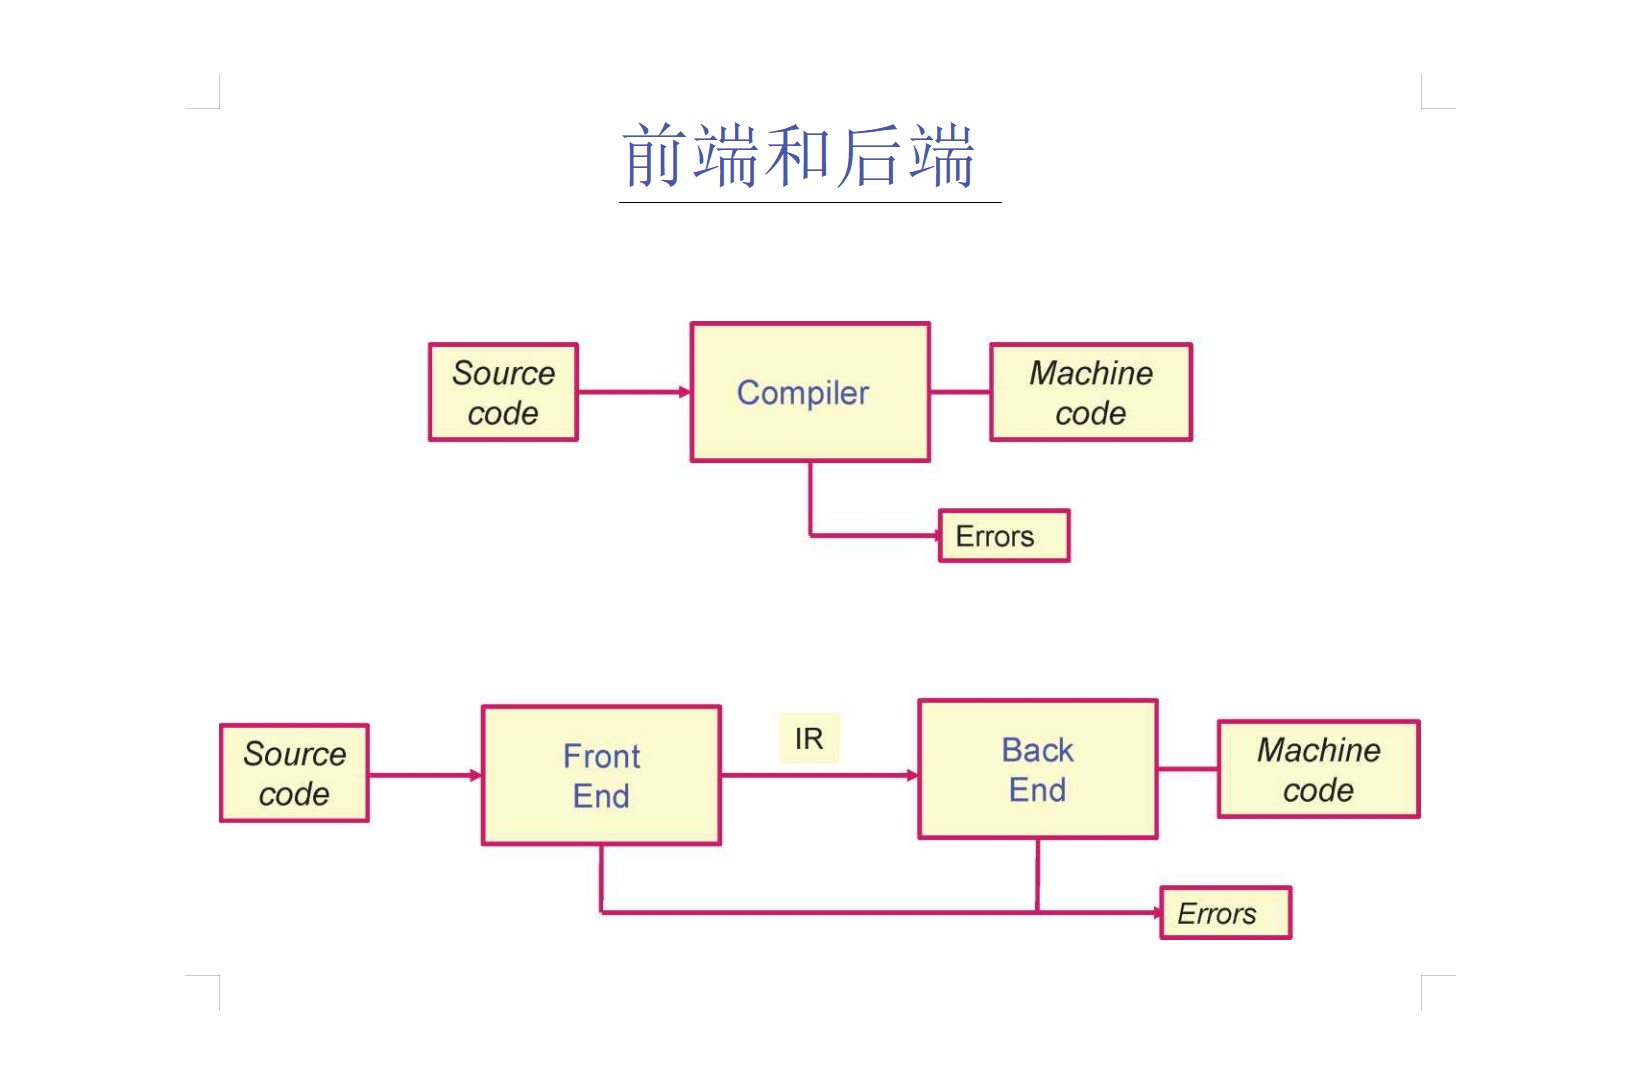 前端和后端
Source
code
Compiler
Machine
code
Errors
Source
code
Front
End
IR
Back
End
Machine
code
Errors